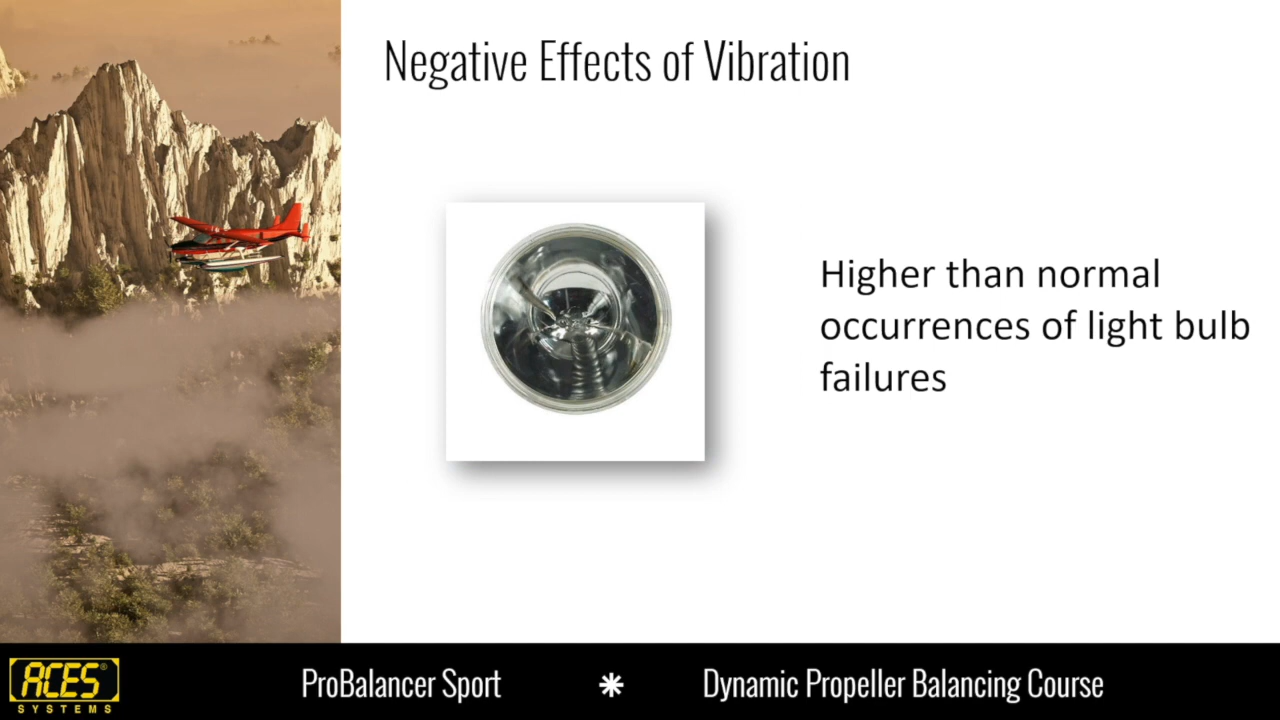 Negative Effects of Vibration
Higher than normal
occurrences of light bulb
failures
ACES®
SYSTEMS
ProBalancer Sport
Dynamic Propeller Balancing Course